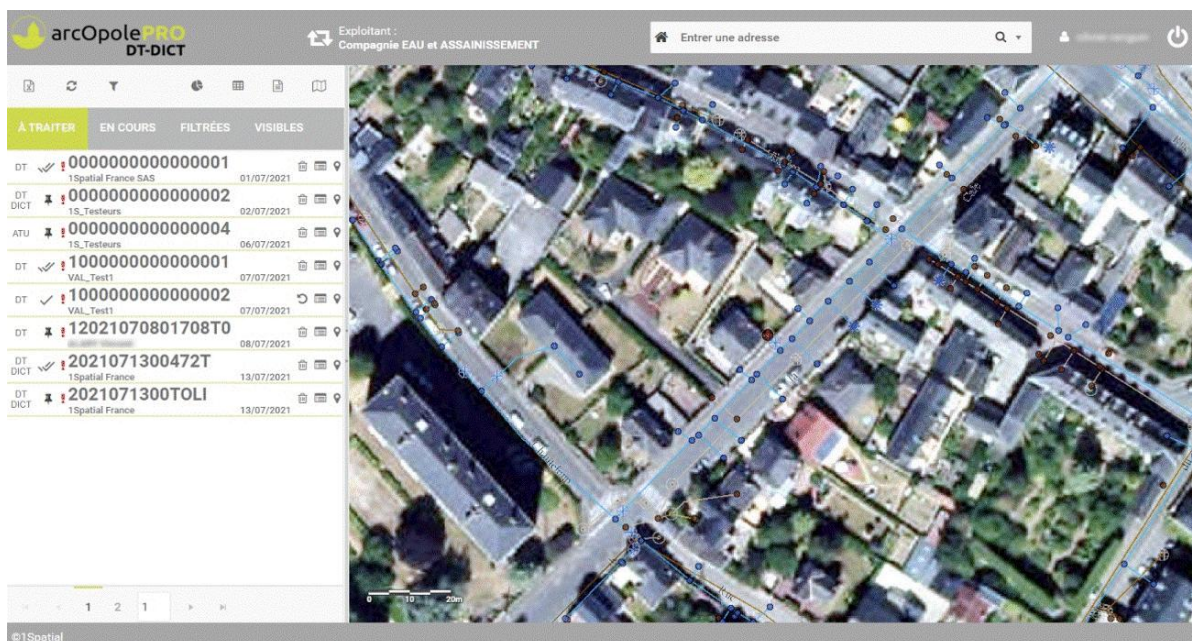 arcOpolePRO
DT-DICT
Exploitant :
Compagnie EAU et ASSAINISSEMENT
Entrer une adresse
À TRAITER EN COURS FILTRÉES VISIBLES
DT 0000000000000001
1Spatial France SAS 01/07/2021
DT DICT 0000000000000002
1S_Testeurs 02/07/2021
ATU 0000000000000004
1S_Testeurs 06/07/2021
DT 1000000000000001
VAL_Test1 07/07/2021
DT 1000000000000002
VAL_Test1 07/07/2021
DT 12021070801708T0
08/07/2021
DT DICT 2021071300472T
1Spatial France 13/07/2021
DT DICT 2021071300TOLI
1Spatial France 13/07/2021
1 2 1
0 10 20m
©1Spatial